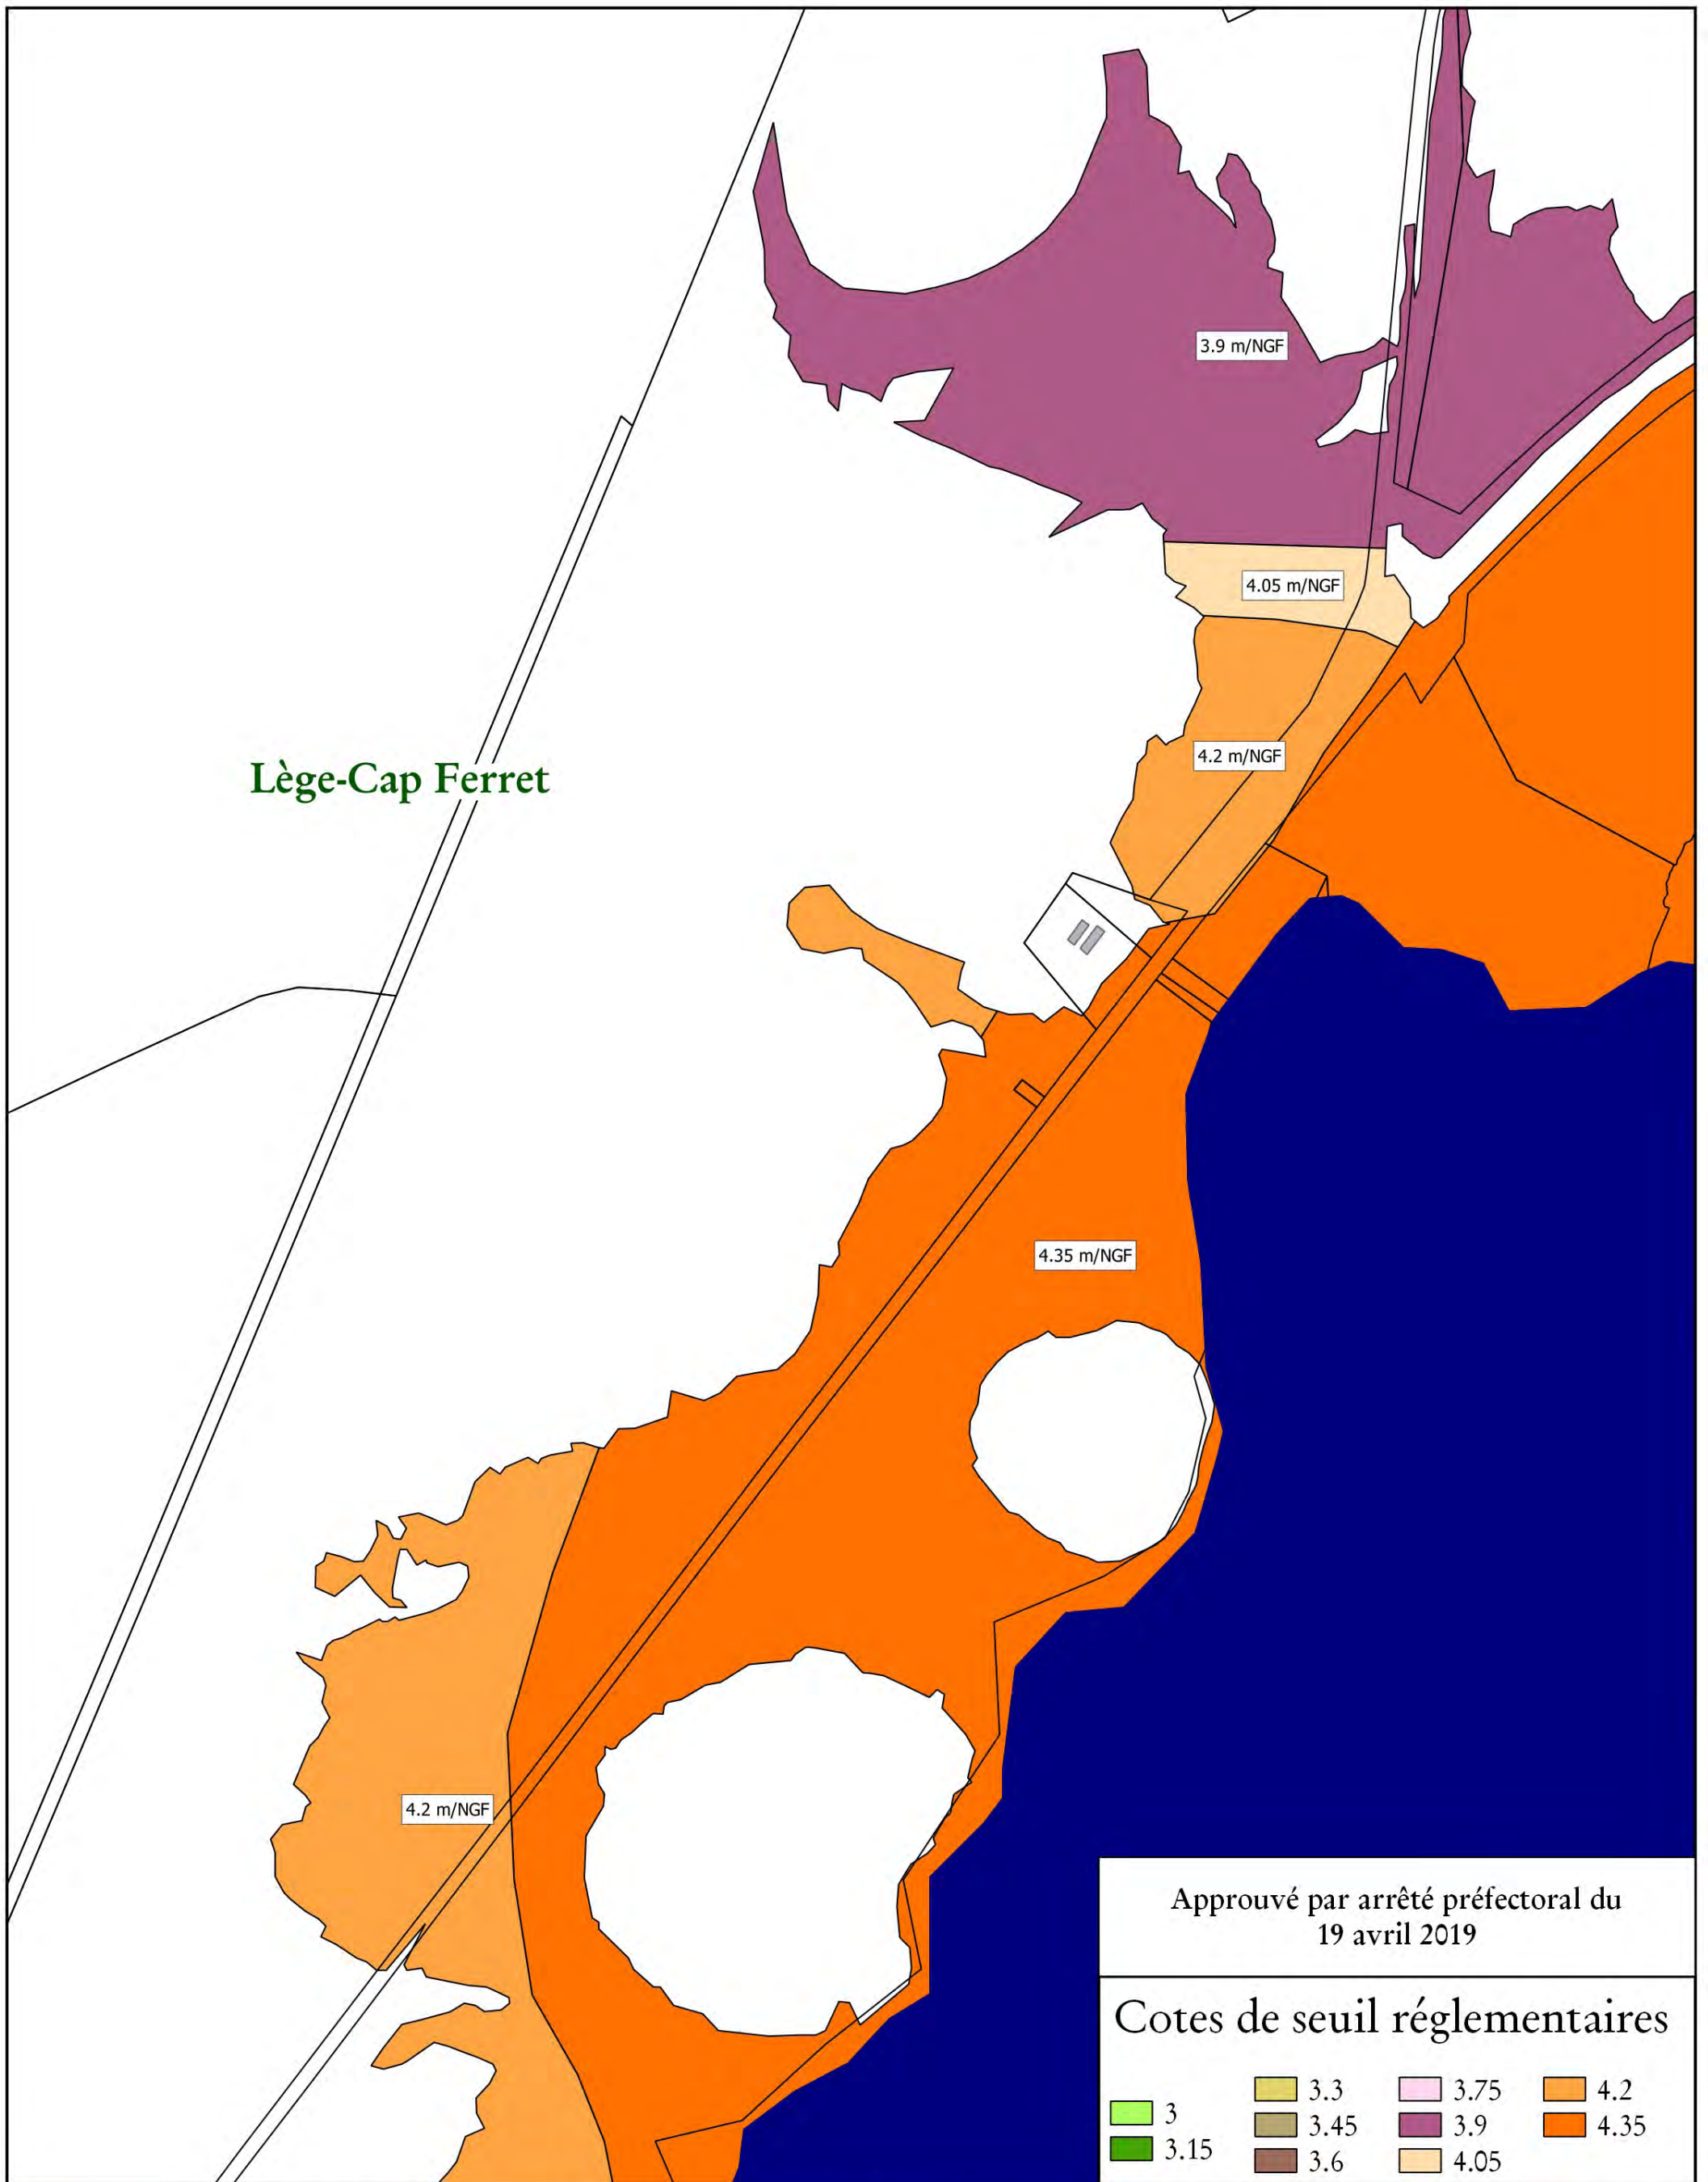 3.9 m/NGF
4.05 m/NGF
4.2 m/NGF
Lège-Cap Ferret
4.35 m/NGF
4.2 m/NGF
Approuvé par arrêté préfectoral du
19 avril 2019
Cotes de seuil réglementaires
3
3.15
3.3
3.45
3.6
3.75
3.9
4.05
4.2
4.35